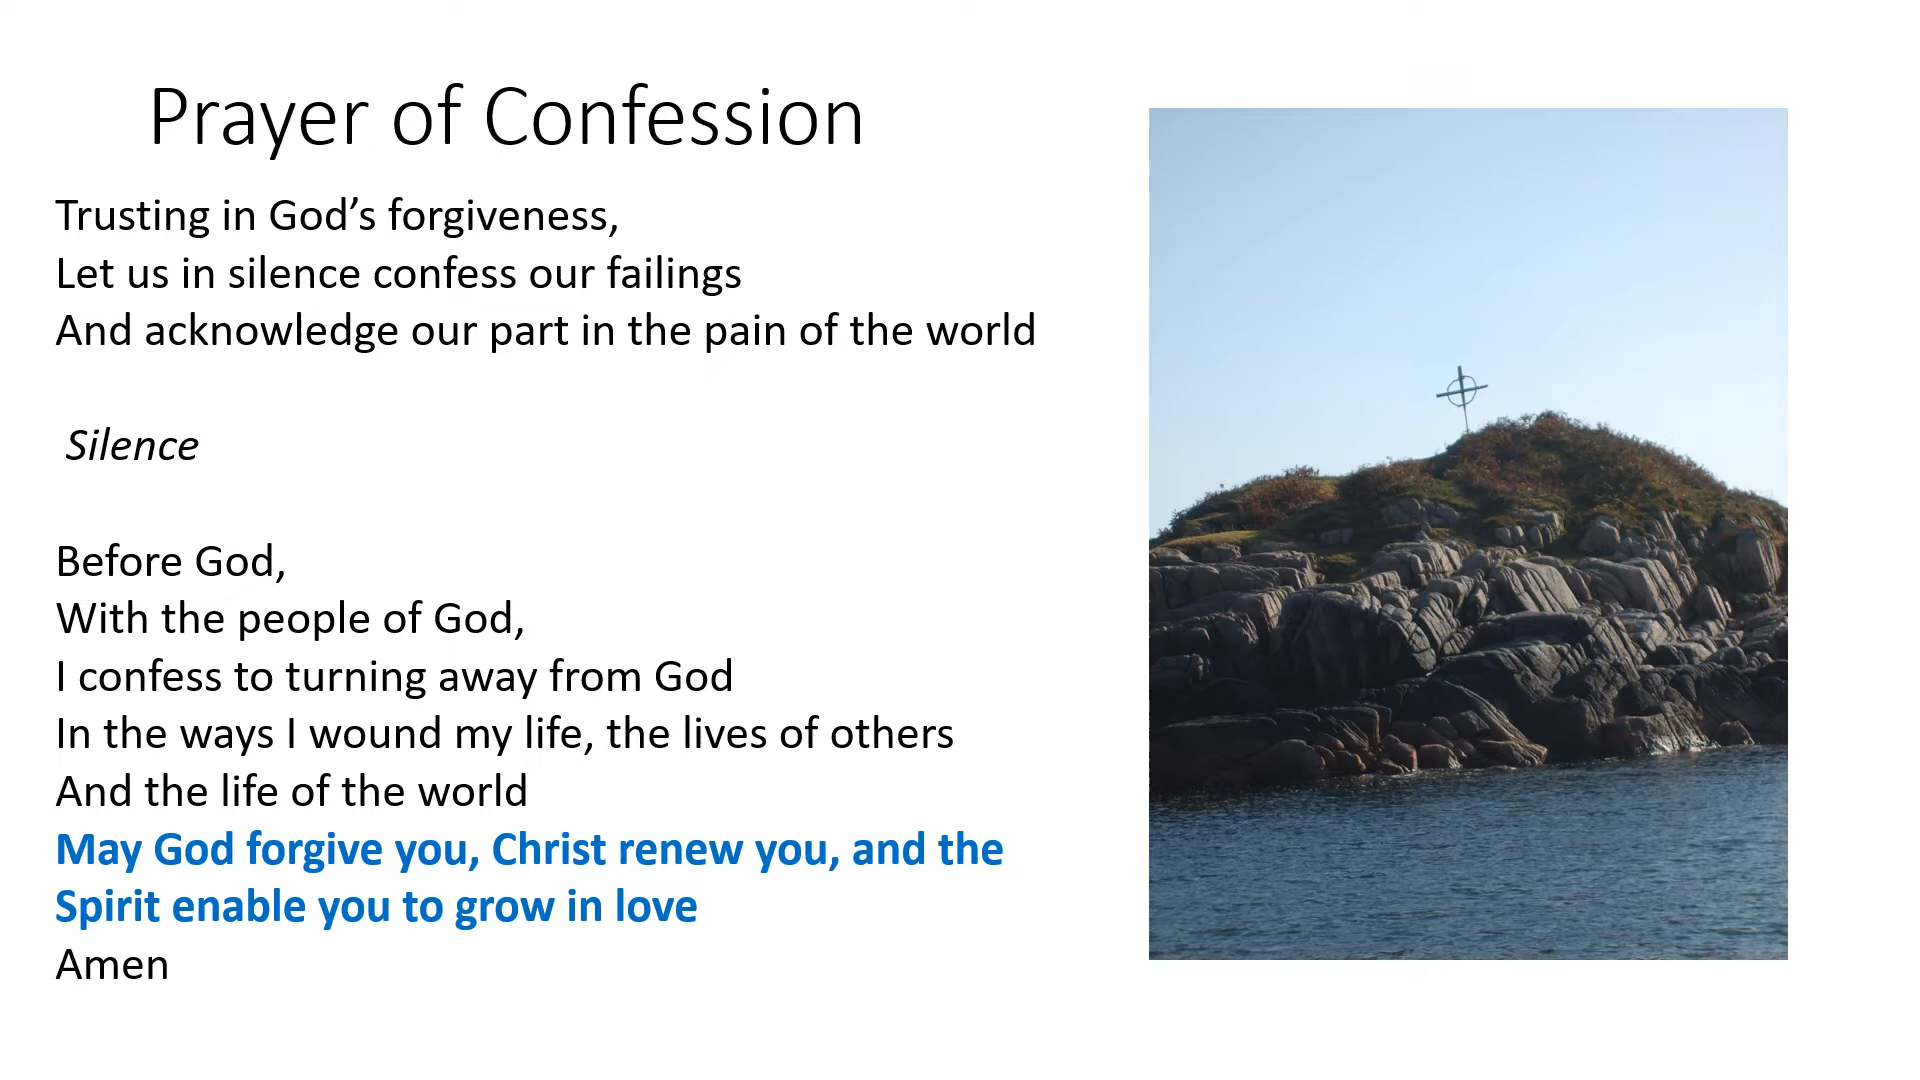 Prayer of Confession
Trusting in God’s forgiveness,
Let us in silence confess our failings
And acknowledge our part in the pain of the world
Silence
Before God,
With the people of God,
I confess to turning away from God
In the ways I wound my life, the lives of others
And the life of the world
May God forgive you, Christ renew you, and the
Spirit enable you to grow in love
Amen